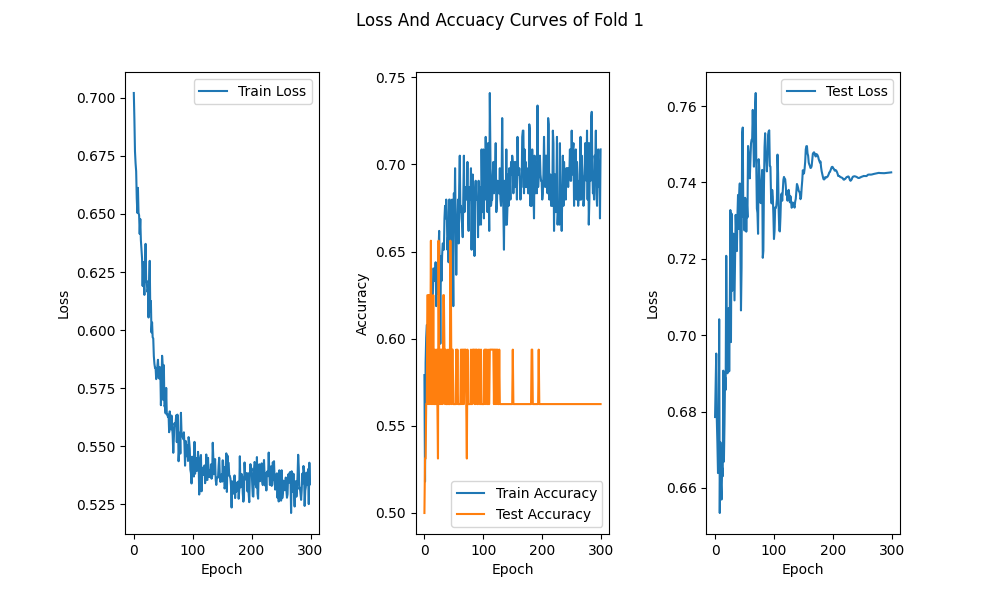 Loss And Accuacy Curves of Fold 1
0.700
0.675
0.650
0.625
0.600
0.575
0.550
0.525
Loss
0 100 200 300
Epoch
Train Loss
0.75
0.70
0.65
0.60
0.55
0.50
Accuracy
0 100 200 300
Epoch
Train Accuracy
Test Accuracy
0.76
0.74
0.72
0.70
0.68
0.66
Loss
0 100 200 300
Epoch
Test Loss